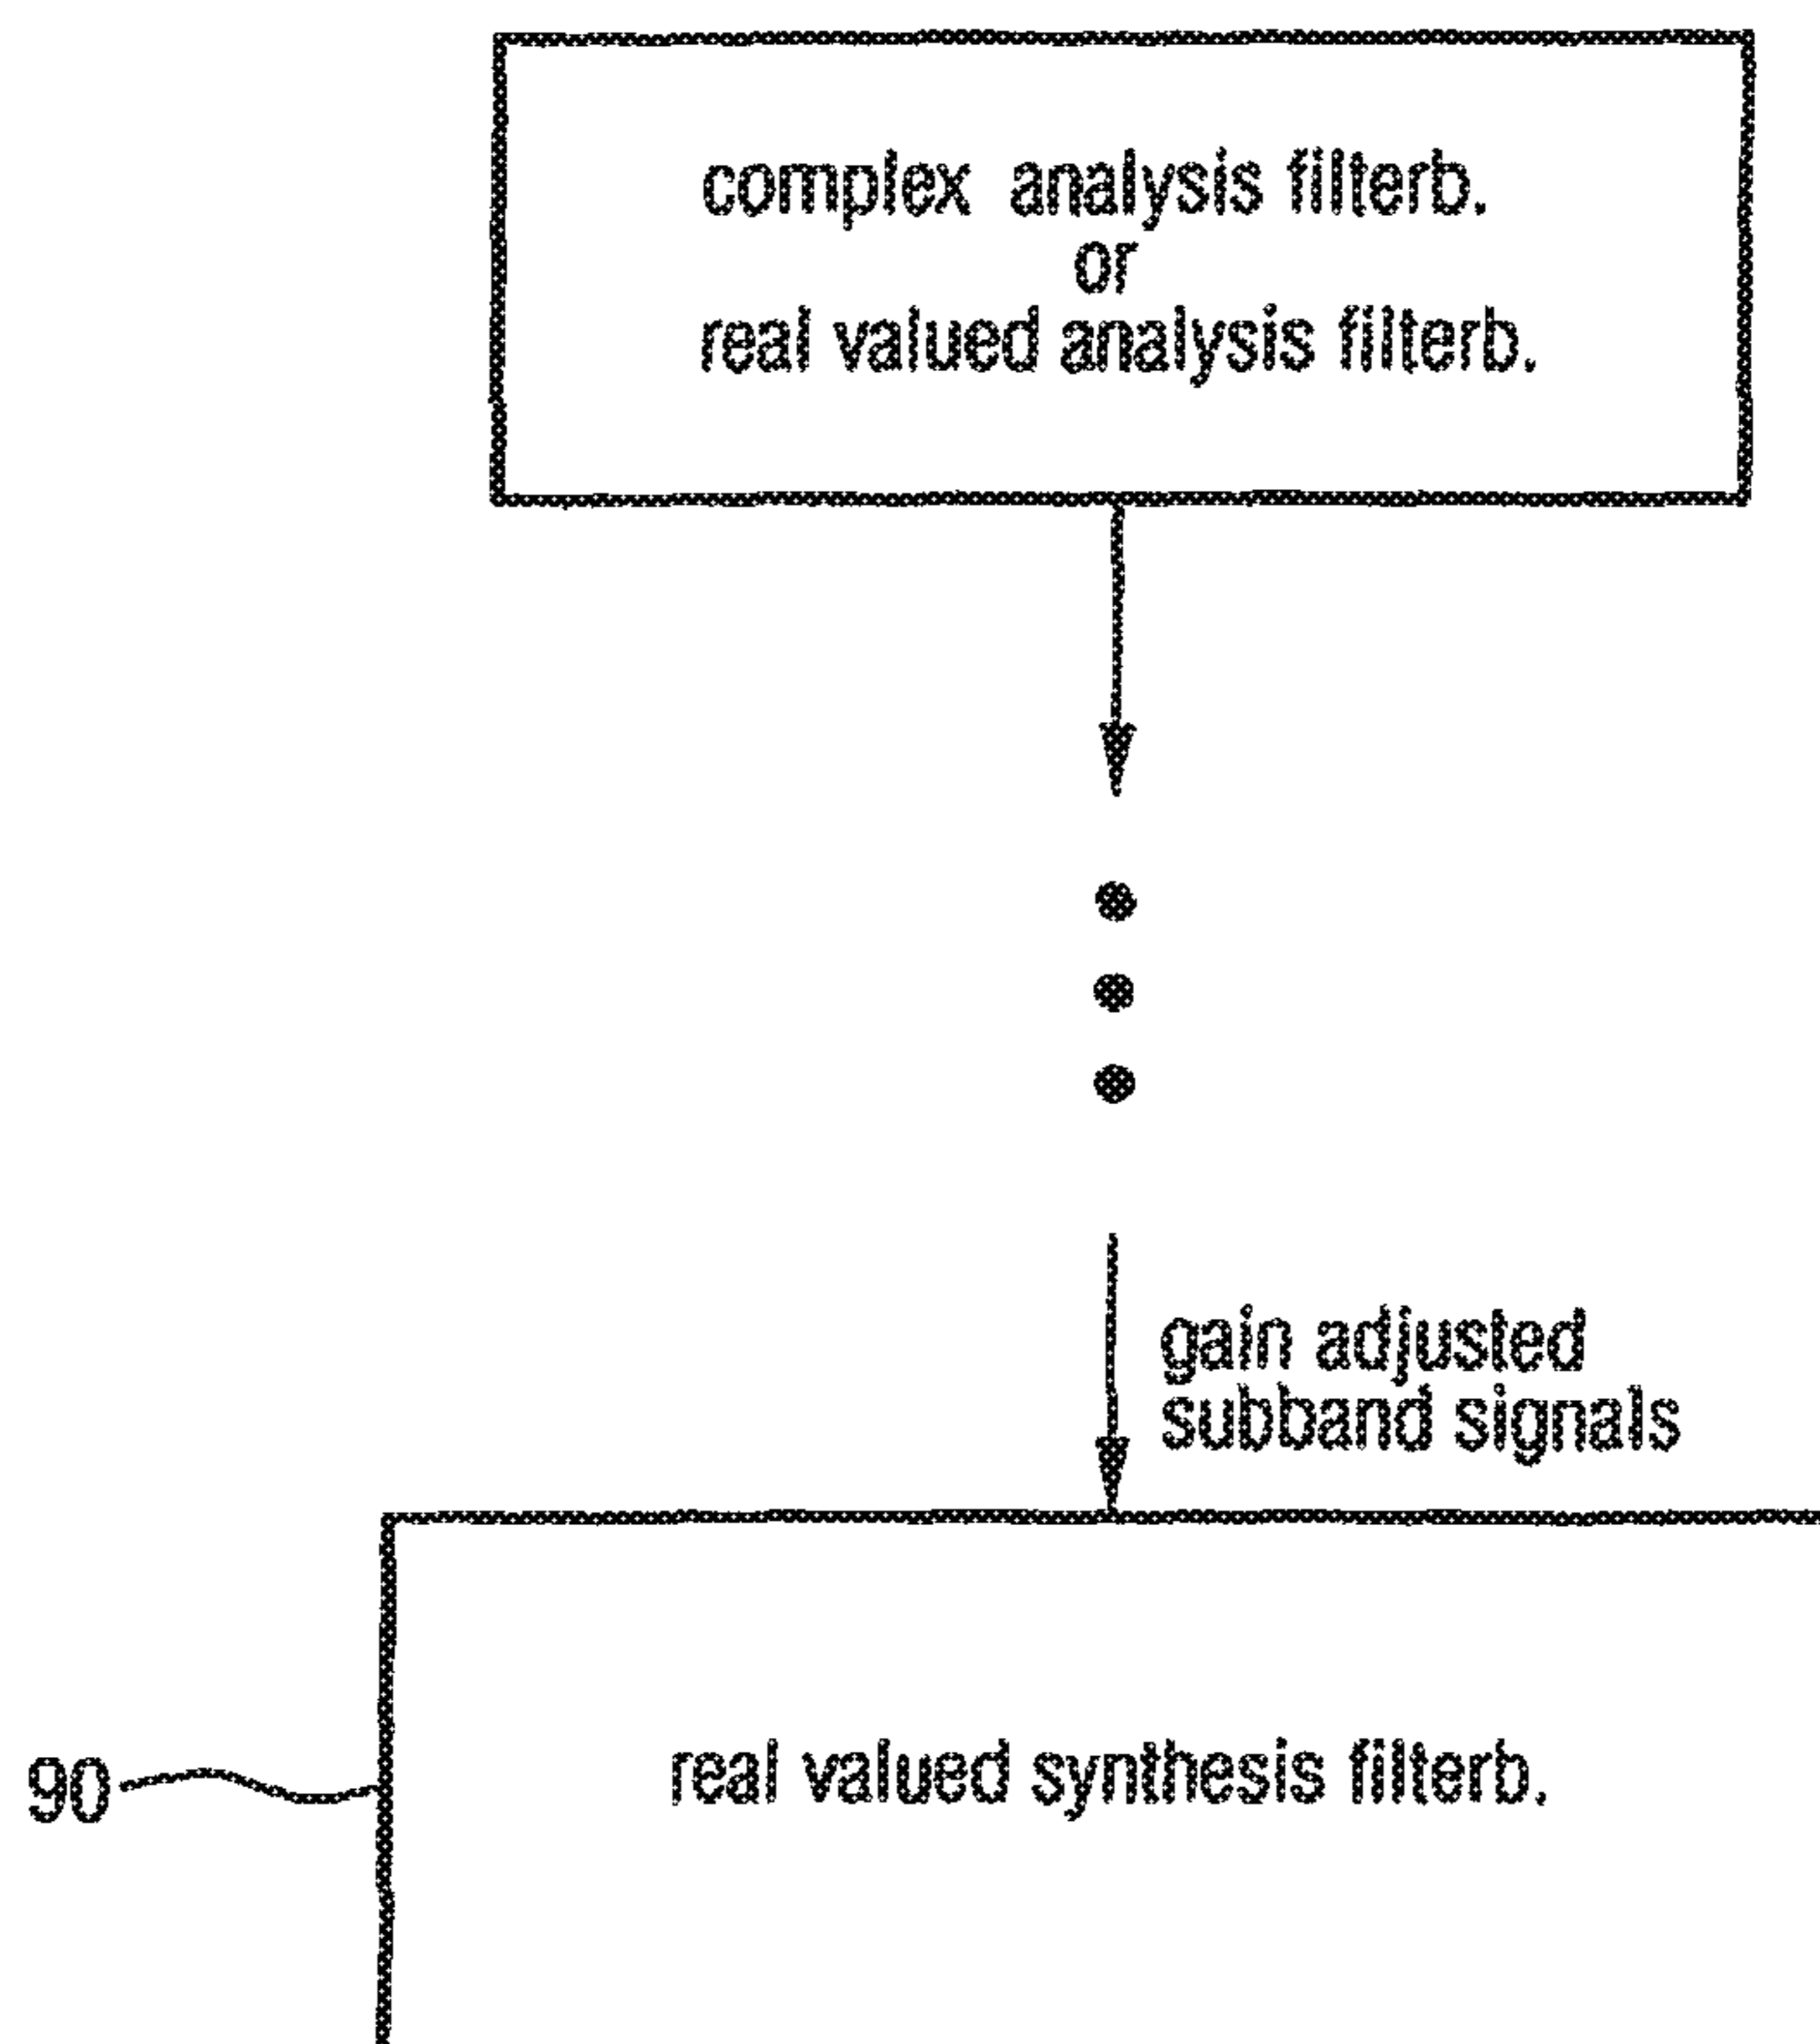 complex analysis filterb.
or
real valued analysis filterb.
gain adjusted
subband signals
90
real valued synthesis filterb.